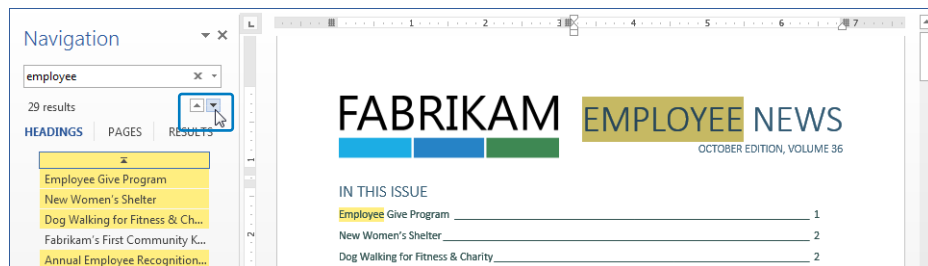 Navigation
employee
29 results
HEADINGS PAGES RESULTS
Employee Give Program
New Women's Shelter
Dog Walking for Fitness & Ch...
Fabrikam's First Community K...
Annual Employee Recognition...
L
1 2 3 4 5 6 7
1
2
FABRIKAM EMPLOYEE NEWS
OCTOBER EDITION, VOLUME 36
IN THIS ISSUE
Employee Give Program 1
New Women's Shelter 2
Dog Walking for Fitness & Charity 2